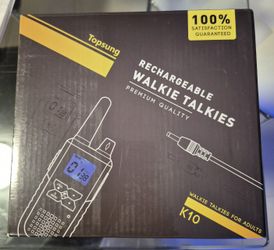 100%
SATISFACTION
GUARANTEED
Topsung
RECHARGEABLE
WALKIE TALKIES
PREMIUM QUALITY
WALKIE TALKIES FOR ADULTS
K10